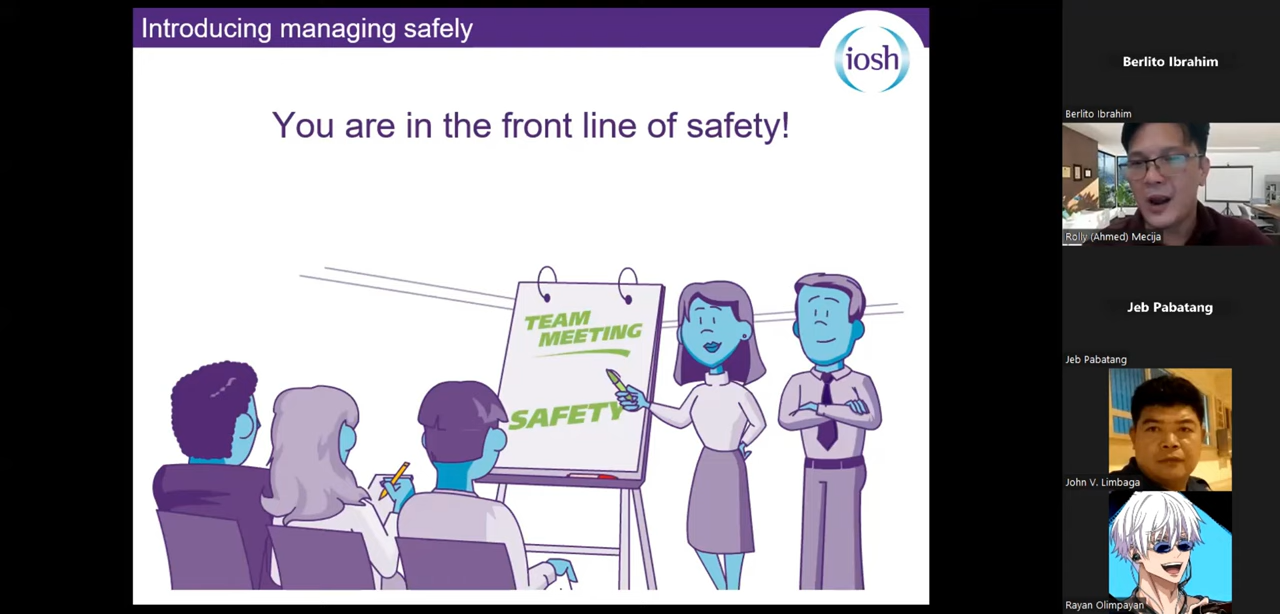 Introducing managing safely
iosh
You are in the front line of safety!
TEAM
MEETING
SAFETY
Berlito Ibrahim
Berlito Ibrahim
Rolly (Ahmed) Mecija
Jeb Pabatang
Jeb Pabatang
John V. Limbaga
Rayan Olimpayan